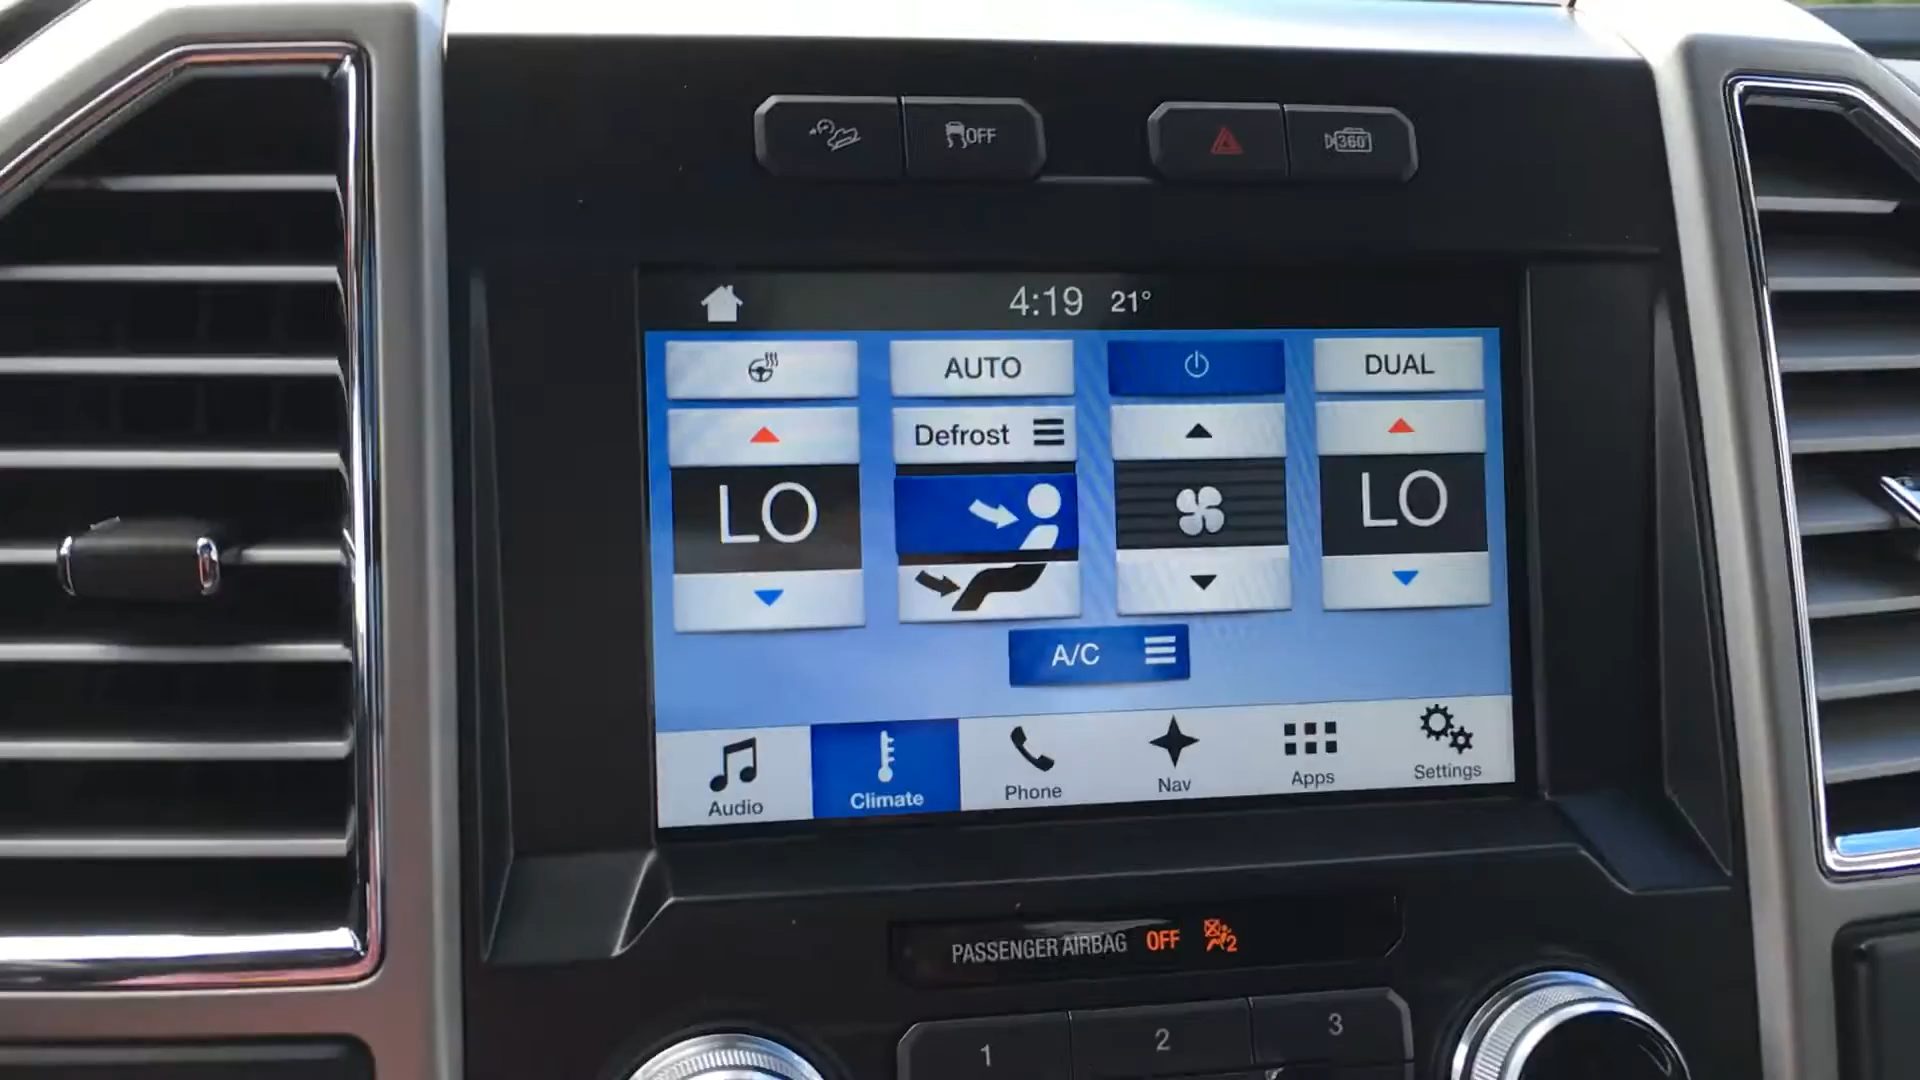 OFF
360°
4:19 21°
AUTO
DUAL
Defrost
LO
LO
A/C
Audio
Climate
Phone
Nav
Apps
Settings
PASSENGER AIRBAG OFF 2
1
2
3